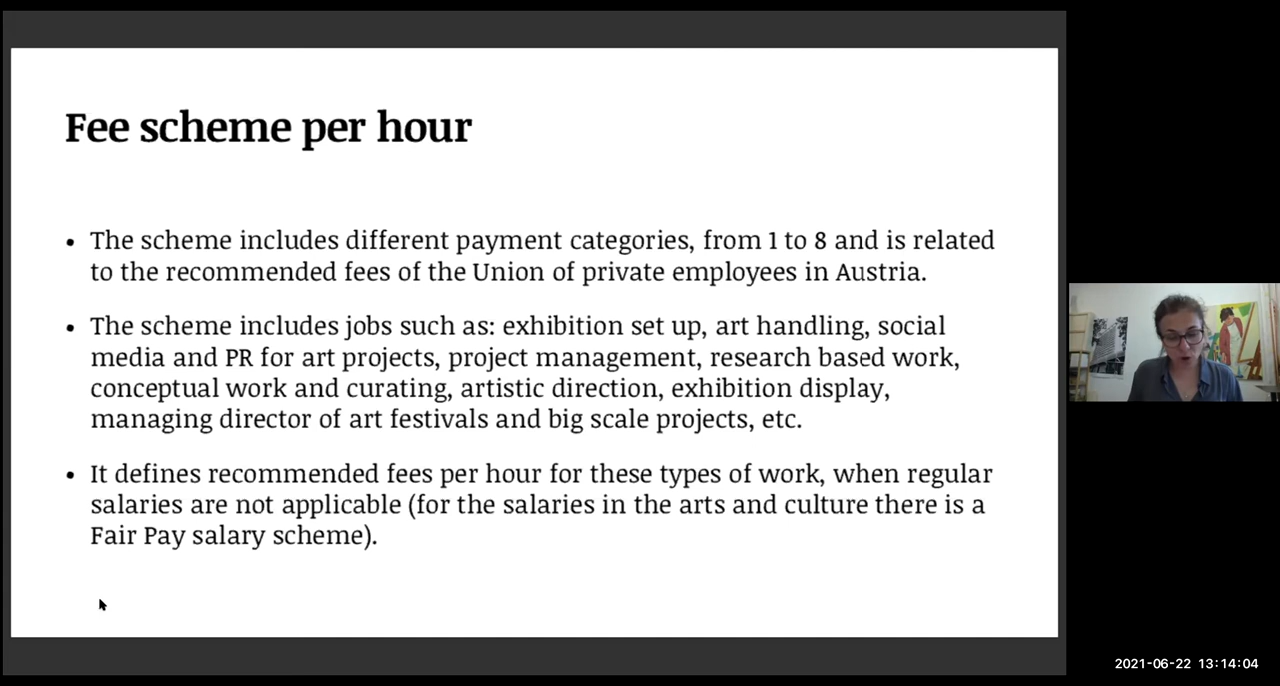 Fee scheme per hour
• The scheme includes different payment categories, from 1 to 8 and is related
to the recommended fees of the Union of private employees in Austria.
• The scheme includes jobs such as: exhibition set up, art handling, social
media and PR for art projects, project management, research based work,
conceptual work and curating, artistic direction, exhibition display,
managing director of art festivals and big scale projects, etc.
• It defines recommended fees per hour for these types of work, when regular
salaries are not applicable (for the salaries in the arts and culture there is a
Fair Pay salary scheme).
2021-06-22 13:14:04